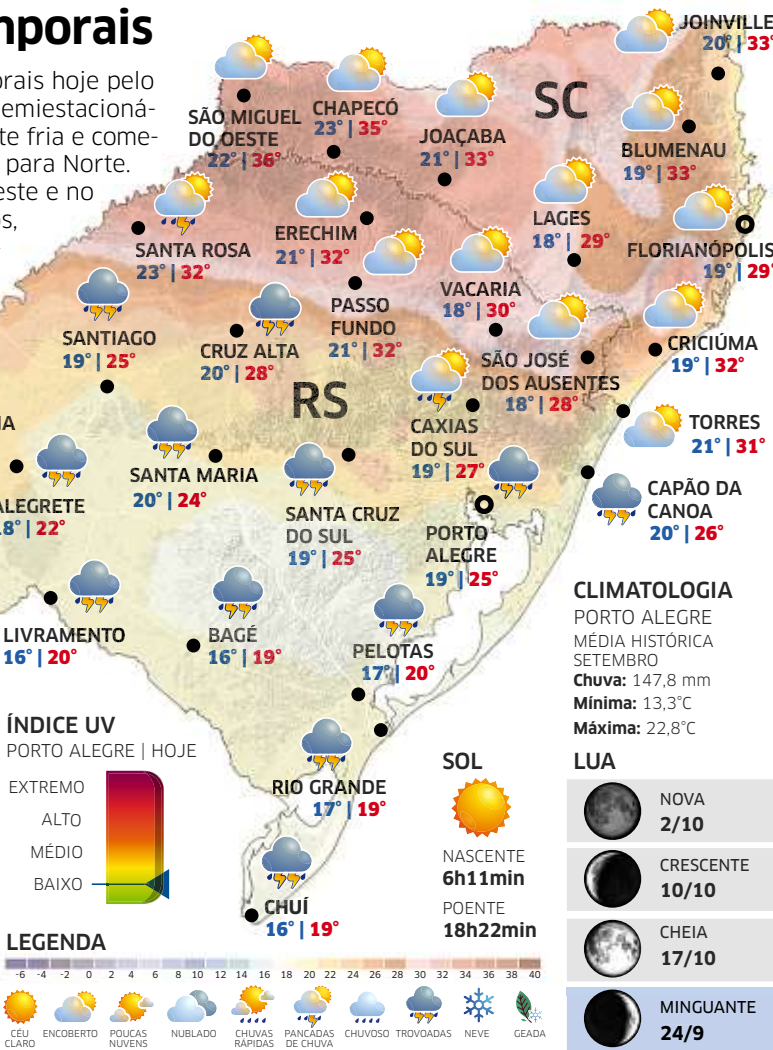 mporais
orais hoje pelo
emiestacioná-
te fria e come-
para Norte.
este e no
os,
SC
JOINVILLE
20° | 33°
SÃO MIGUEL
DO OESTE
22° | 36°
CHAPECÓ
23° | 35°
JOAÇABA
21° | 33°
BLUMENAU
19° | 33°
SANTA ROSA
23° | 32°
ERECHIM
21° | 32°
LAGES
18° | 29°
FLORIANÓPOLIS
19° | 29°
SANTIAGO
19° | 25°
CRUZ ALTA
20° | 28°
PASSO
FUNDO
21° | 32°
VACARIA
18° | 30°
SÃO JOSÉ
DOS AUSENTES
18° | 28°
CRICIÚMA
19° | 32°
RS
IA
ALEGRETE
18° | 22°
SANTA MARIA
20° | 24°
SANTA CRUZ
DO SUL
19° | 25°
CAXIAS
DO SUL
19° | 27°
TORRES
21° | 31°
PORTO
ALEGRE
19° | 25°
CAPÃO DA
CANOA
20° | 26°
LIVRAMENTO
16° | 20°
BAGÉ
16° | 19°
PELOTAS
17° | 20°
RIO GRANDE
17° | 19°
CHUÍ
16° | 19°
CLIMATOLOGIA
PORTO ALEGRE
MÉDIA HISTÓRICA
SETEMBRO
Chuva: 147,8 mm
Mínima: 13,3°C
Máxima: 22,8°C
ÍNDICE UV
PORTO ALEGRE | HOJE
EXTREMO
ALTO
MÉDIO
BAIXO
SOL
NASCENTE
6h11min
POENTE
18h22min
LUA
NOVA
2/10
CRESCENTE
10/10
CHEIA
17/10
MINGUANTE
24/9
LEGENDA
-6 -4 -2 0 2 4 6 8 10 12 14 16 18 20 22 24 26 28 30 32 34 36 38 40
CÉU
CLARO
ENCOBERTO
POUCAS
NUVENS
NUBLADO
CHUVAS
RÁPIDAS
PANCADAS
DE CHUVA
CHUVOSO
TROVOADAS
NEVE
GEADA